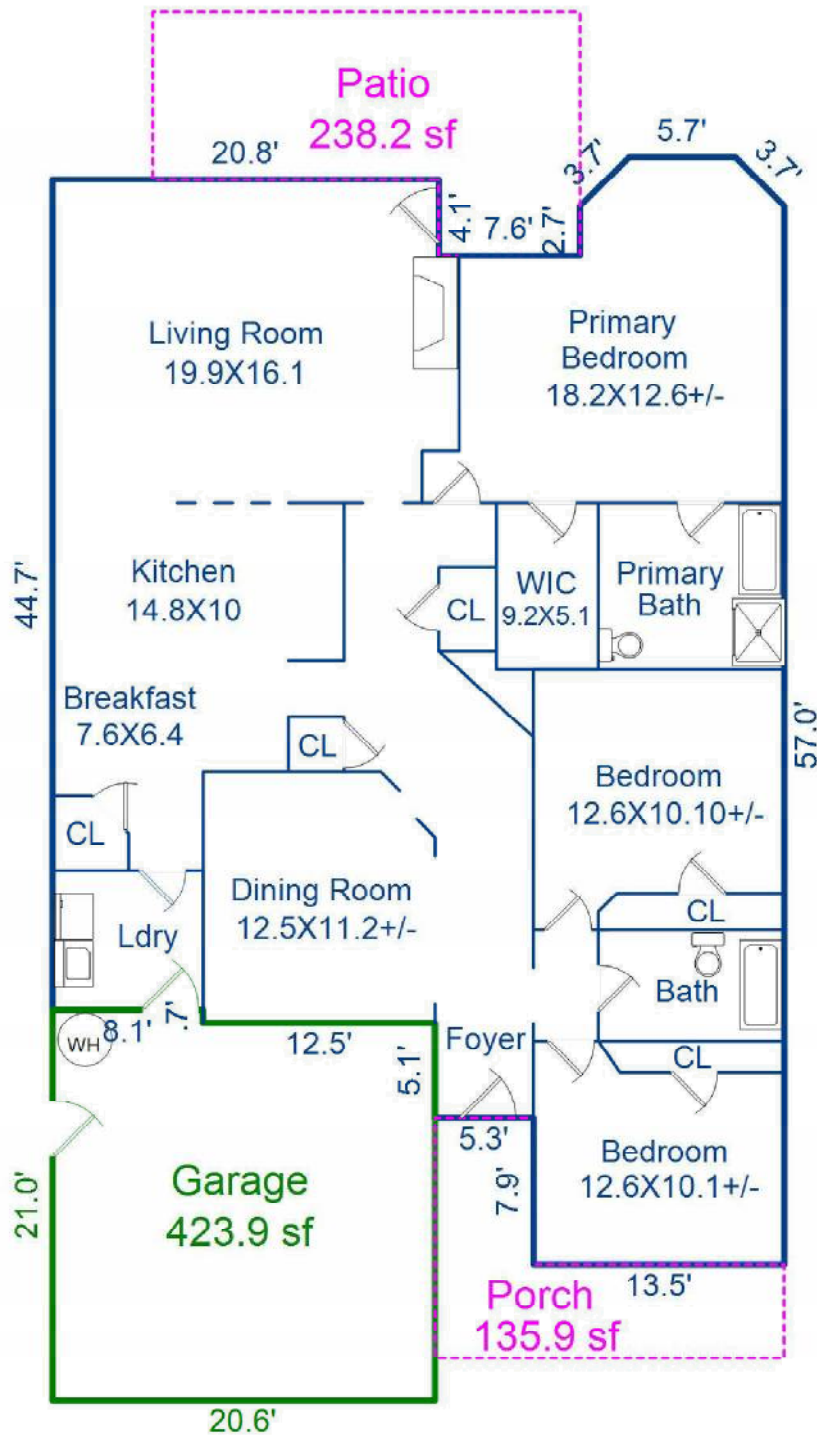 Patio
238.2 sf
20.8'
3.7'
5.7'
3.7'
4.1'
7.6'
2.7'
Living Room
19.9X16.1
Primary
Bedroom
18.2X12.6+/-
44.7'
Kitchen
14.8X10
CL
WIC
9.2X5.1
Primary
Bath
Breakfast
7.6X6.4
CL
57.0'
Bedroom
12.6X10.10+/-
CL
CL
Dining Room
12.5X11.2+/-
Ldry
Bath
8.1'
.7'
WH
12.5'
5.1'
Foyer
CL
5.3'
7.9'
Bedroom
12.6X10.1+/-
21.0'
Garage
423.9 sf
13.5'
Porch
135.9 sf
20.6'